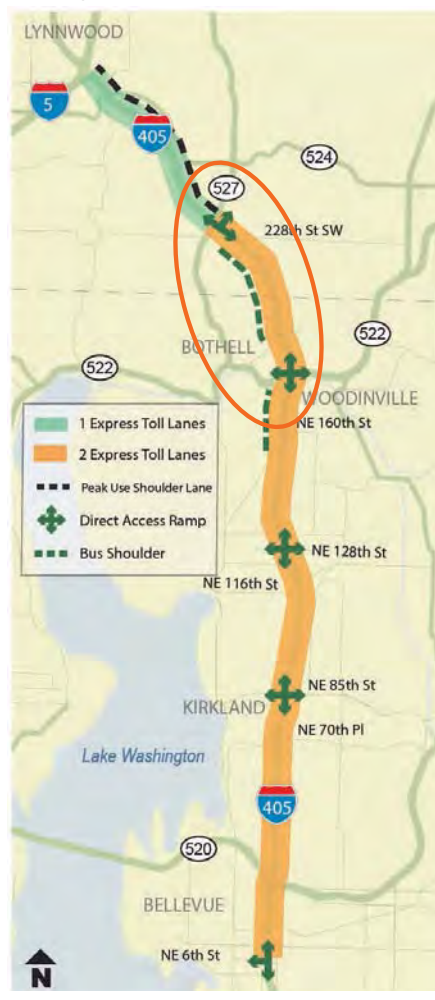 LYNNWOOD
5
405
524
527
228th St SW
BOTHELL
522
522
WOODINVILLE
NE 160th St
1 Express Toll Lanes
2 Express Toll Lanes
Peak Use Shoulder Lane
Direct Access Ramp
Bus Shoulder
NE 128th St
NE 116th St
NE 85th St
KIRKLAND
NE 70th Pl
Lake Washington
405
520
BELLEVUE
NE 6th St
N